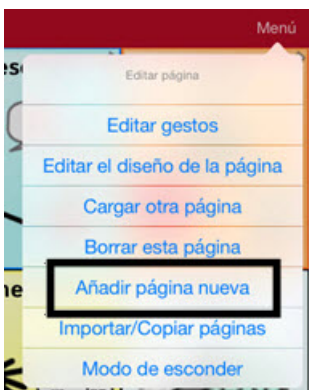 Menú
Editar página
Editar gestos
Editar el diseño de la página
Cargar otra página
Borrar esta página
Añadir página nueva
Importar/Copiar páginas
Modo de esconder